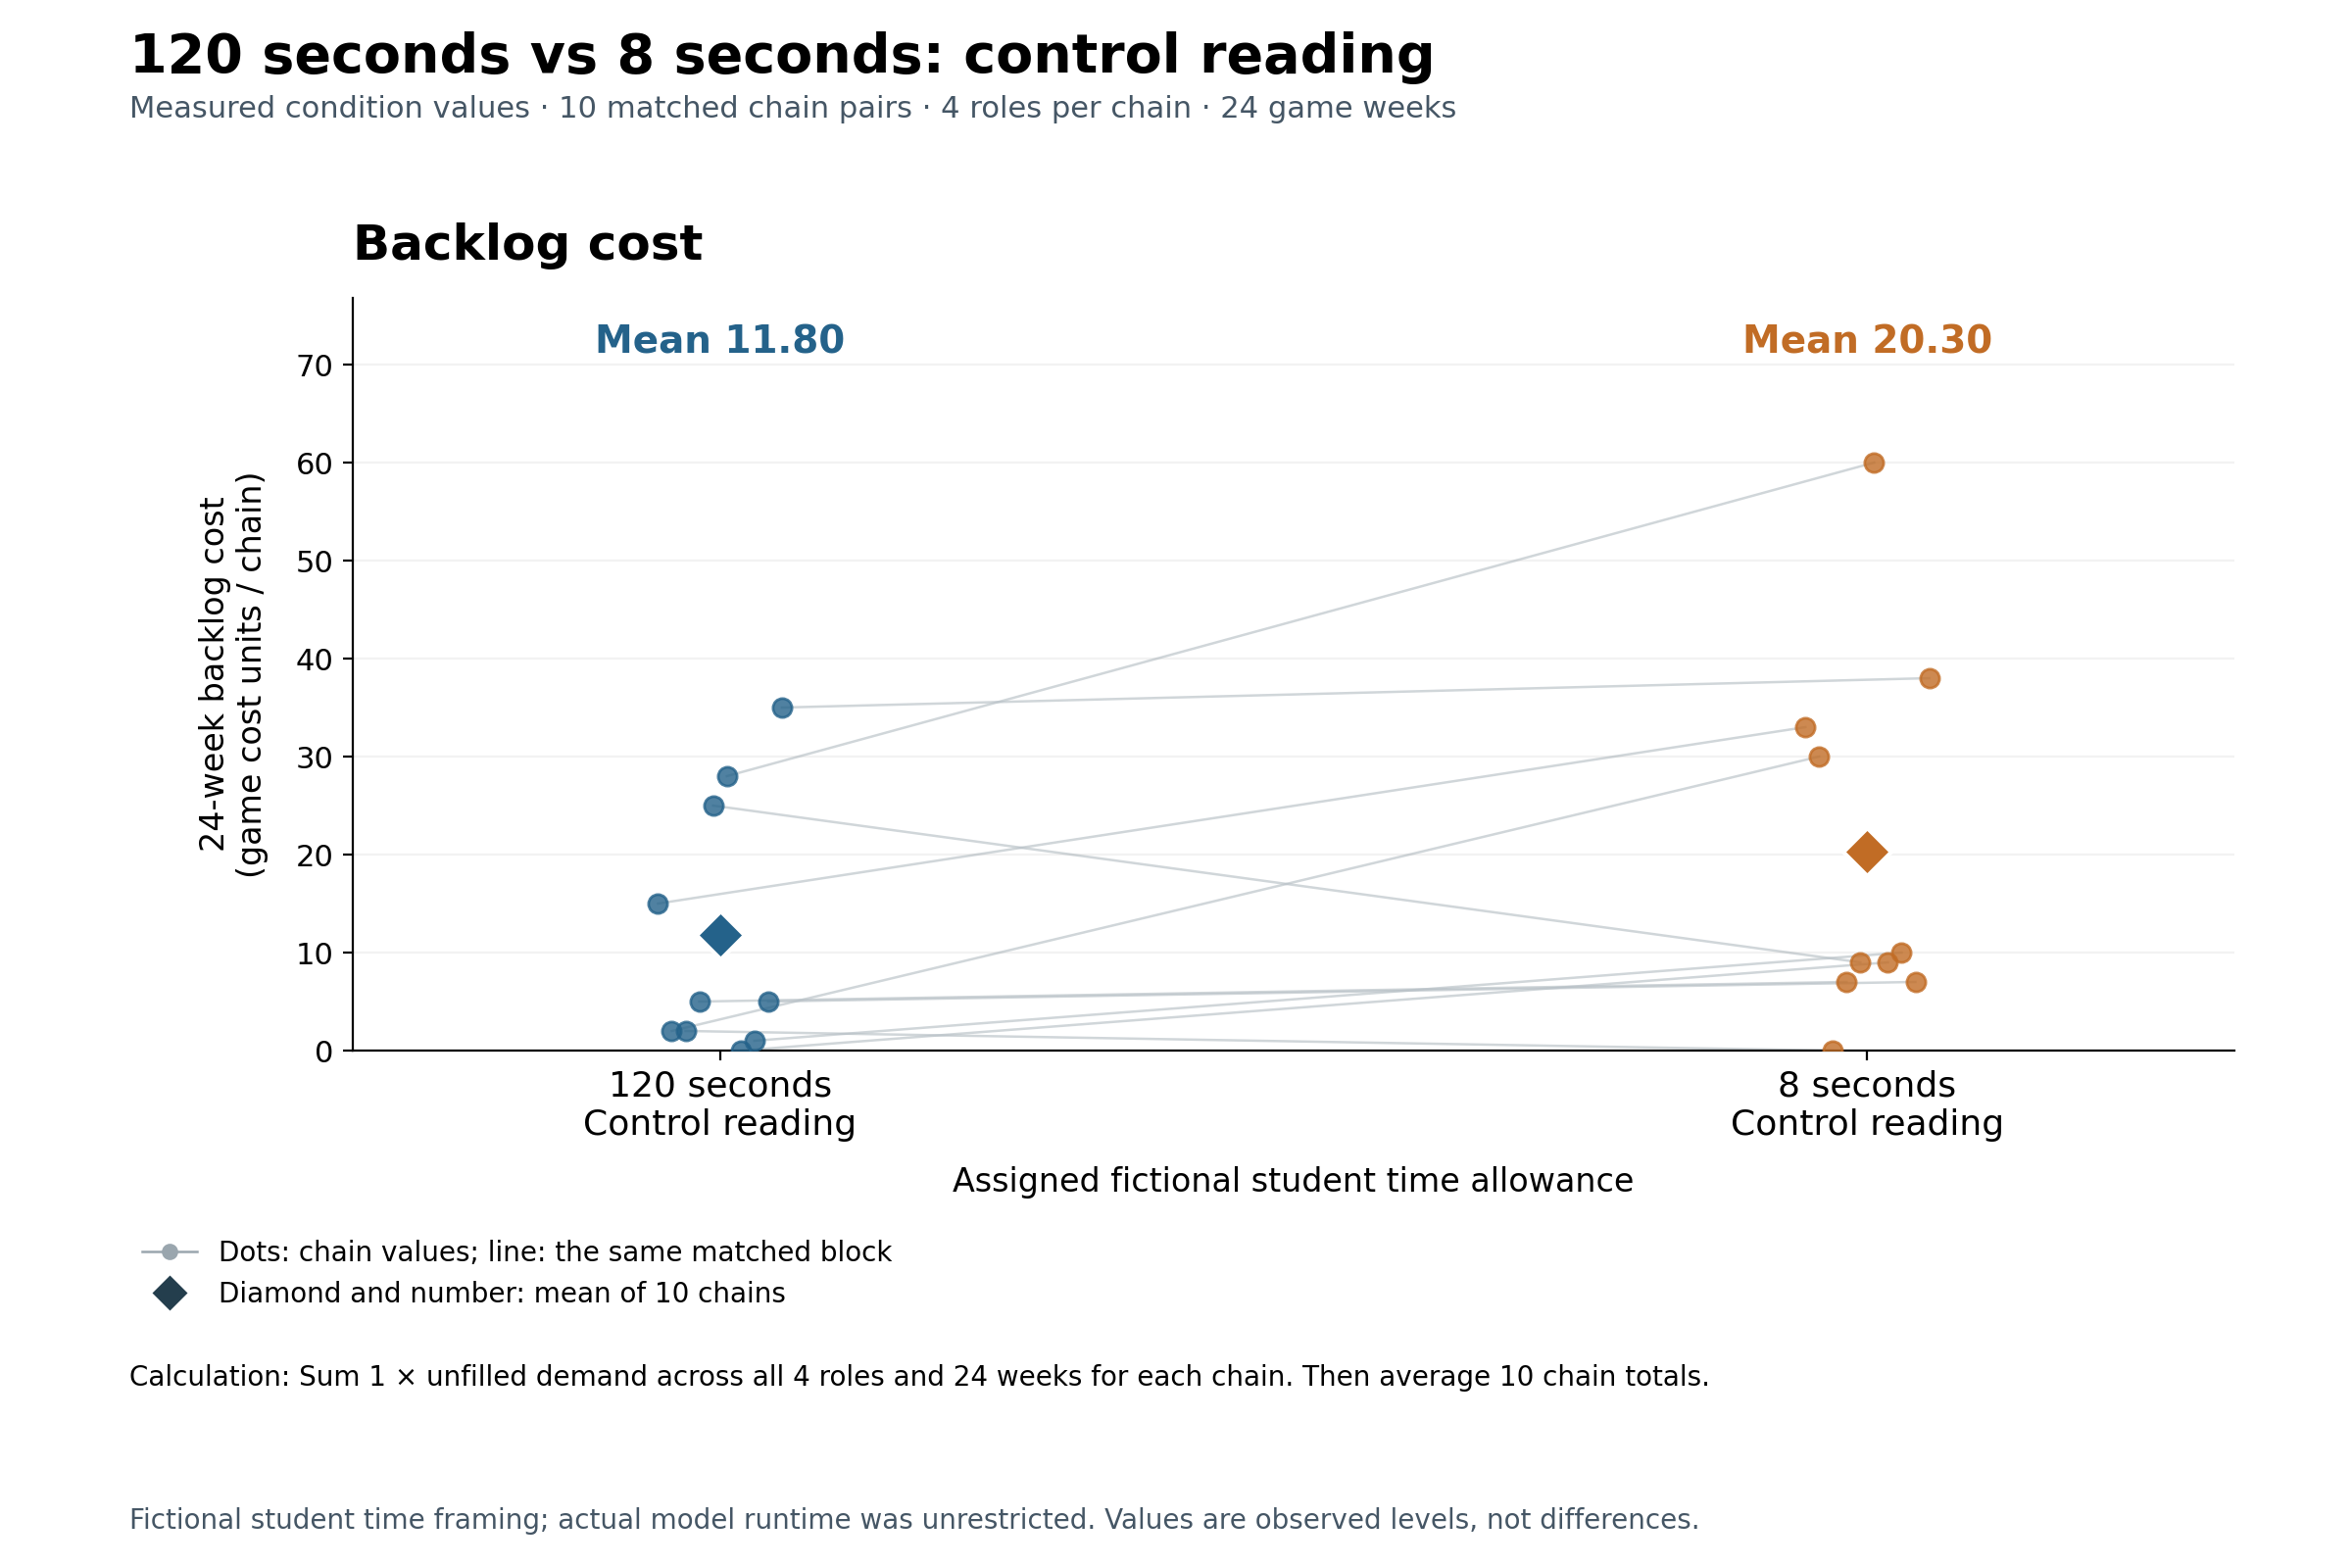 120 seconds vs 8 seconds: control reading
Measured condition values · 10 matched chain pairs · 4 roles per chain · 24 game weeks
Backlog cost
Mean 11.80
Mean 20.30
70
60
50
40
30
20
10
0
24-week backlog cost
(game cost units / chain)
120 seconds
Control reading
8 seconds
Control reading
Assigned fictional student time allowance
Dots: chain values; line: the same matched block
Diamond and number: mean of 10 chains
Calculation: Sum 1 × unfilled demand across all 4 roles and 24 weeks for each chain. Then average 10 chain totals.
Fictional student time framing; actual model runtime was unrestricted. Values are observed levels, not differences.